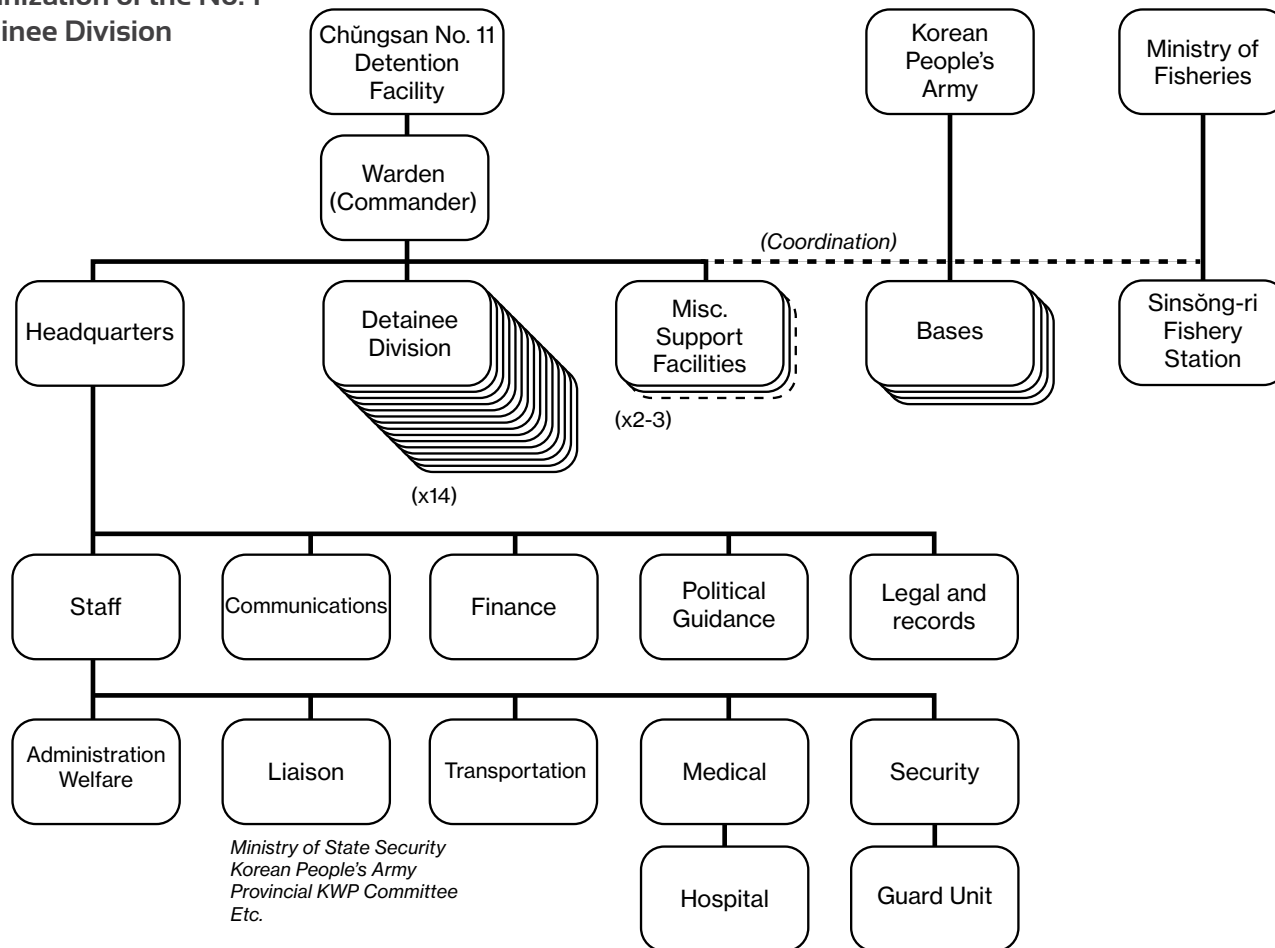 No. 1
inee Division
Chŭngsan No. 11
Detention
Facility
Korean
People's
Army
Ministry of
Fisheries
Warden
(Commander)
(Coordination)
Headquarters
Detainee
Division
Misc.
Support
Facilities
Bases
Sinsŏng-ri
Fishery
Station
(x2-3)
(x14)
Staff
Communications
Finance
Political
Guidance
Legal and
records
Administration
Welfare
Liaison
Transportation
Medical
Security
Ministry of State Security
Korean People's Army
Provincial KWP Committee
Etc.
Hospital
Guard Unit